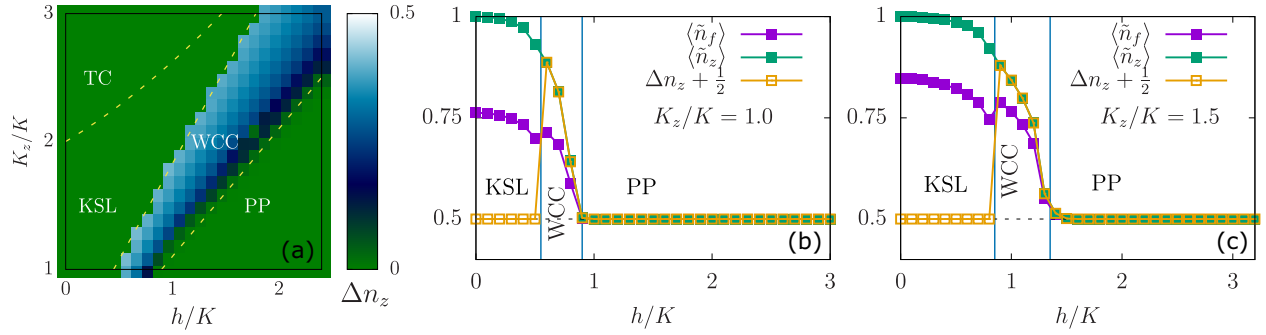 3
2
1
K_z/K
0
1
2
h/K
TC
WCC
KSL
PP
(a)
0.5
0
Δn_z
1
0.75
0.5
0
1
2
3
h/K
⟨ñ_f⟩
⟨ñ_z⟩
Δn_z + 1/2
K_z/K = 1.0
KSL
WCC
PP
(b)
1
0.75
0.5
0
1
2
3
h/K
⟨ñ_f⟩
⟨ñ_z⟩
Δn_z + 1/2
K_z/K = 1.5
KSL
WCC
PP
(c)